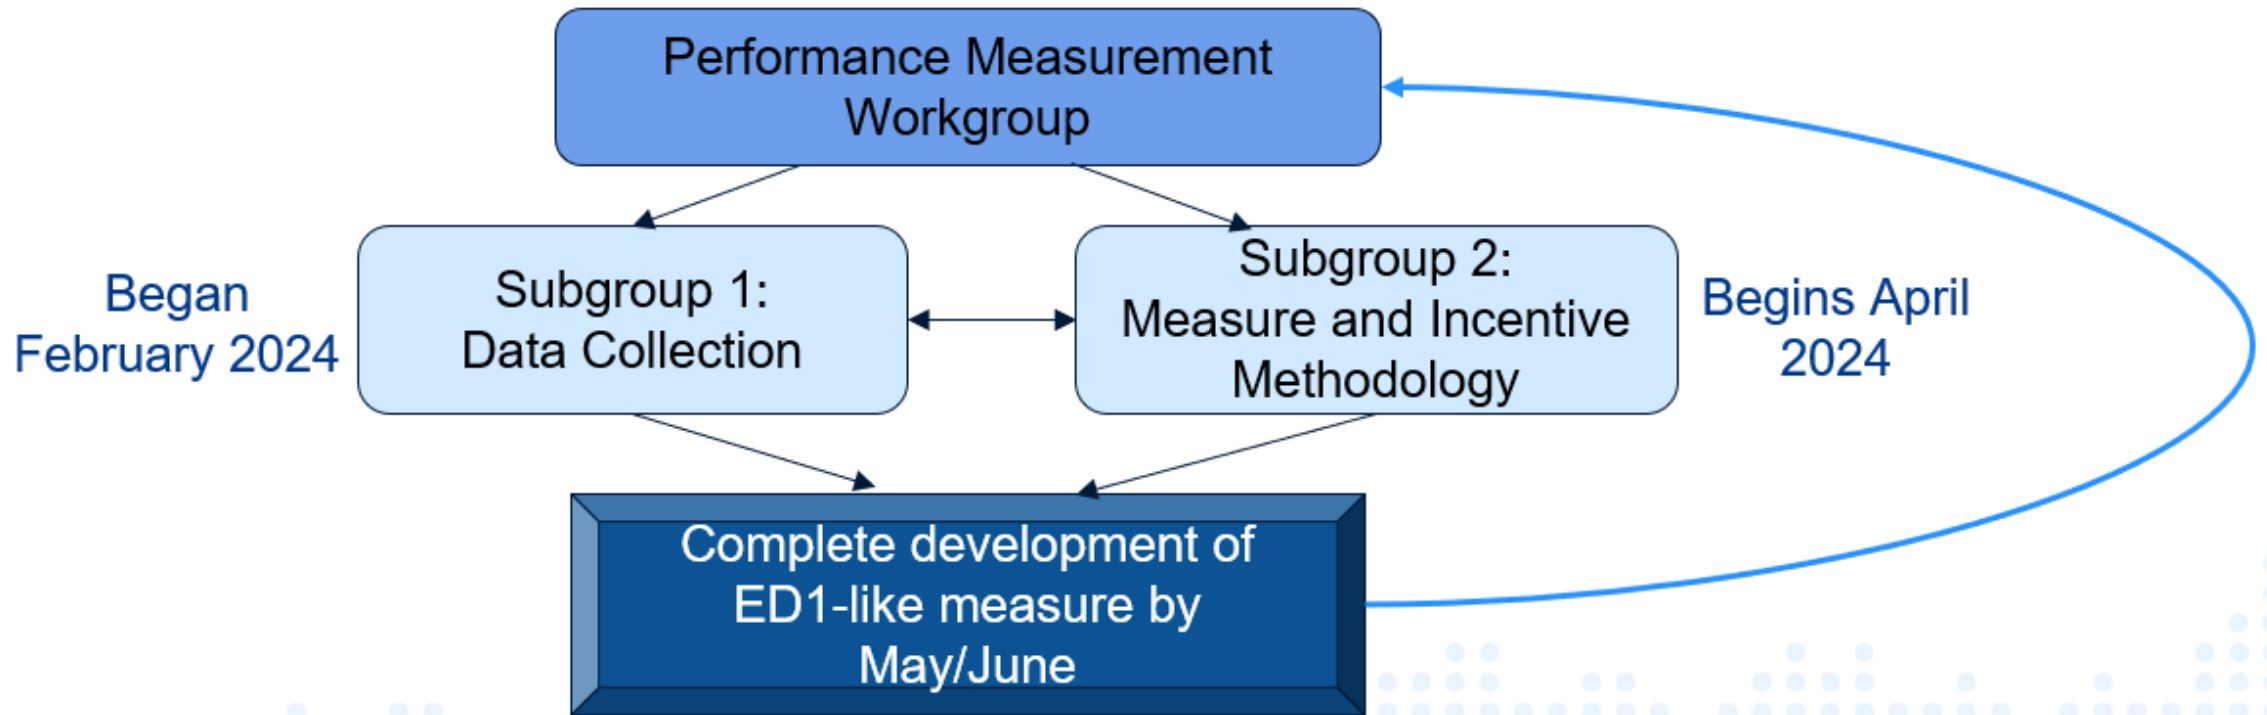 Performance Measurement
Workgroup
Began
February 2024
Subgroup 1:
Data Collection
Subgroup 2:
Measure and Incentive
Methodology
Begins April
2024
Complete development of
ED1-like measure by
May/June